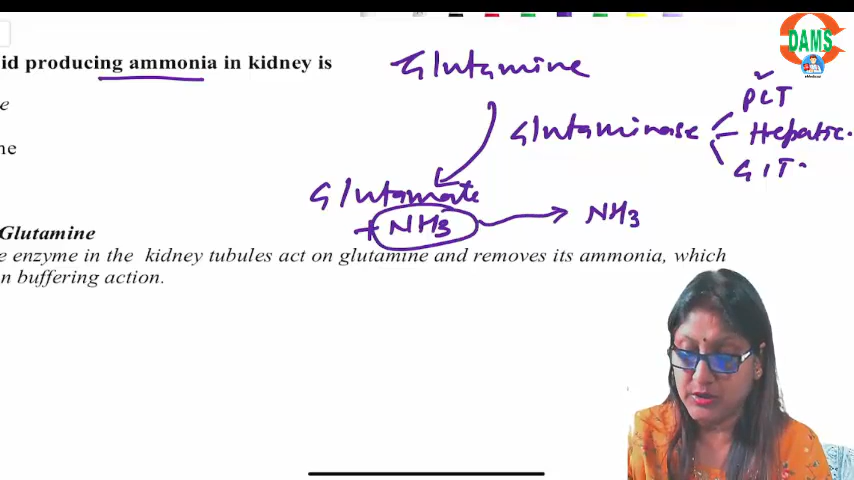 id producing ammonia in kidney is
e
ne
Glutamine
e enzyme in the kidney tubules act on glutamine and removes its ammonia, which
n buffering action.
Glutamine
Glutaminase
PCT
Hepatic.
GIT.
Glutamate
+ NH3
NH3
DAMS